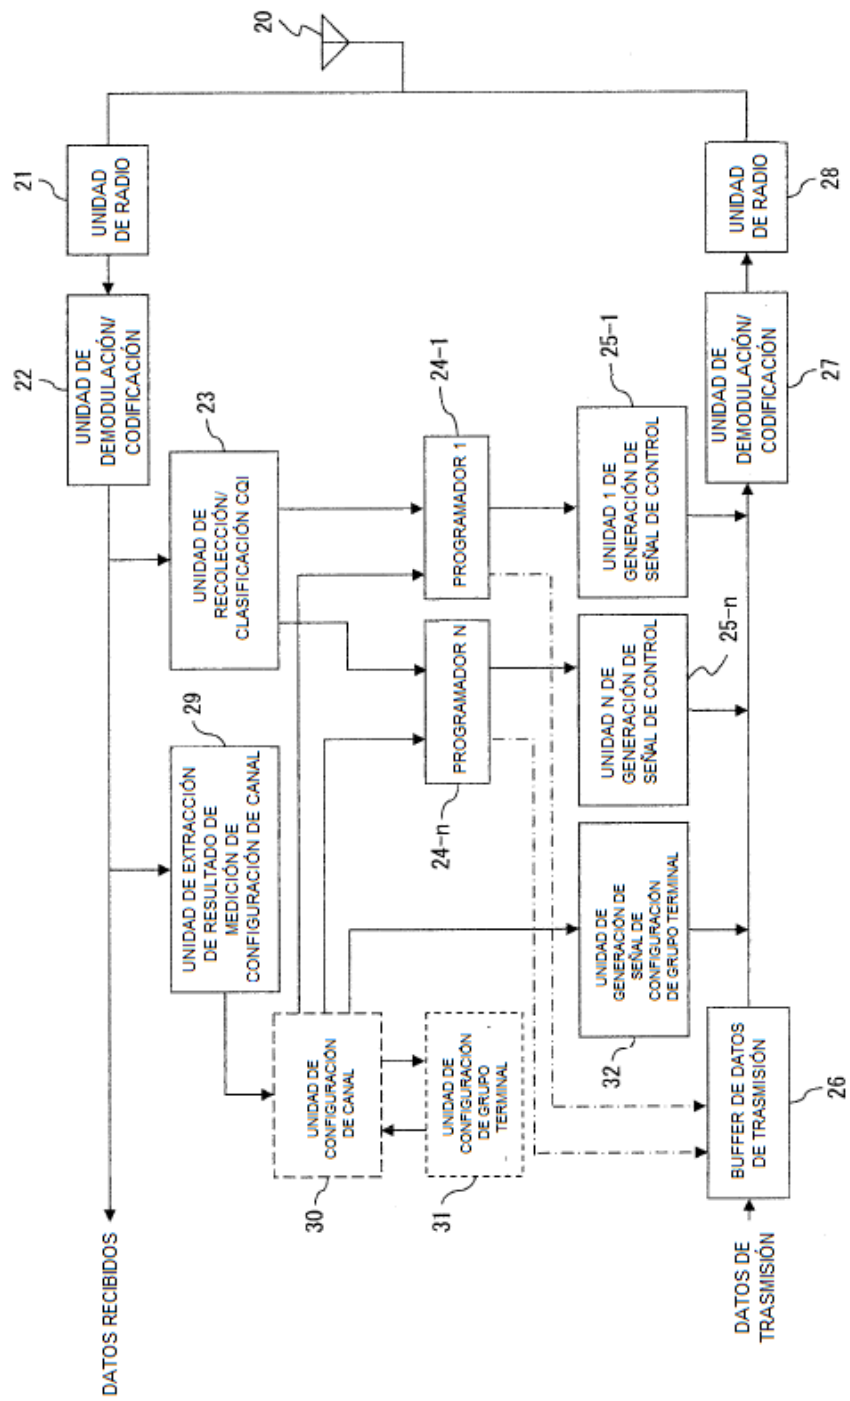 DATOS RECIBIDOS
22
UNIDAD DE
DEMODULACIÓN/
CODIFICACIÓN
21
UNIDAD
DE RADIO
20
29
UNIDAD DE EXTRACCIÓN
DE RESULTADO DE
MEDICIÓN DE
CONFIGURACIÓN DE CANAL
23
UNIDAD DE
RECOLECCIÓN/
CLASIFICACIÓN CQI
30
UNIDAD DE
CONFIGURACIÓN
DE CANAL
31
UNIDAD DE
CONFIGURACIÓN
DE GRUPO
TERMINAL
24-n
PROGRAMADOR N
24-1
PROGRAMADOR 1
32
UNIDAD DE
GENERACIÓN DE
SEÑAL DE
CONFIGURACIÓN
DE GRUPO TERMINAL
UNIDAD N DE
GENERACIÓN DE
SEÑAL DE CONTROL
25-n
25-1
UNIDAD 1 DE
GENERACIÓN DE
SEÑAL DE CONTROL
DATOS DE
TRASMISIÓN
BUFFER DE DATOS
DE TRASMISIÓN
26
UNIDAD DE
DEMODULACIÓN/
CODIFICACIÓN
27
UNIDAD
DE RADIO
28